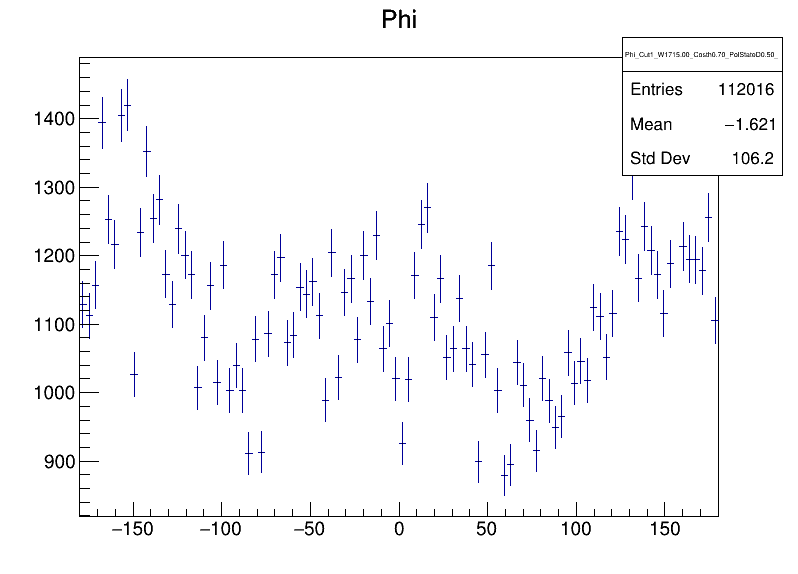 Phi
Phi_Cut1_W1715.00_Costh0.70_PolStateD0.50_
Entries 112016
Mean −1.621
Std Dev 106.2
1400
1300
1200
1100
1000
900
−150 −100 −50 0 50 100 150